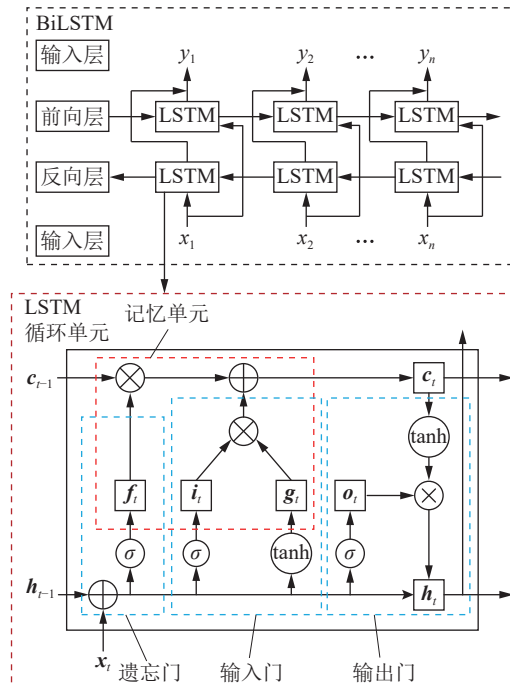 BiLSTM
输入层
y1 y2 … yn
前向层 LSTM LSTM LSTM
反向层 LSTM LSTM LSTM
输入层
x1 x2 … xn
LSTM
循环单元
记忆单元
ct−1 ct
tanh
ft it gt ot
σ σ tanh σ
ht−1 ht
xt
遗忘门 输入门 输出门